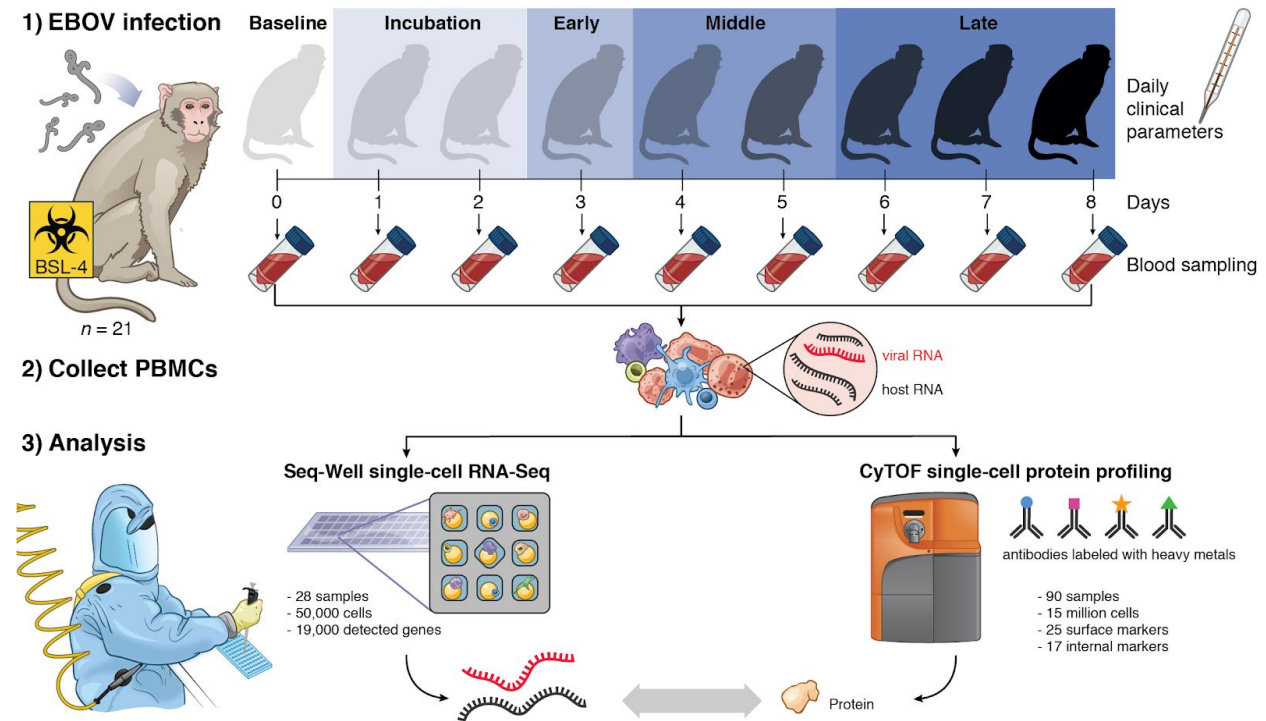 1) EBOV infection
Baseline
Incubation
Early
Middle
Late
Daily
clinical
parameters
BSL-4
n = 21
0
1
2
3
4
5
6
7
8
Days
Blood sampling
2) Collect PBMCs
viral RNA
host RNA
3) Analysis
Seq-Well single-cell RNA-Seq
- 28 samples
- 50,000 cells
- 19,000 detected genes
CyTOF single-cell protein profiling
antibodies labeled with heavy metals
- 90 samples
- 15 million cells
- 25 surface markers
- 17 internal markers
Protein